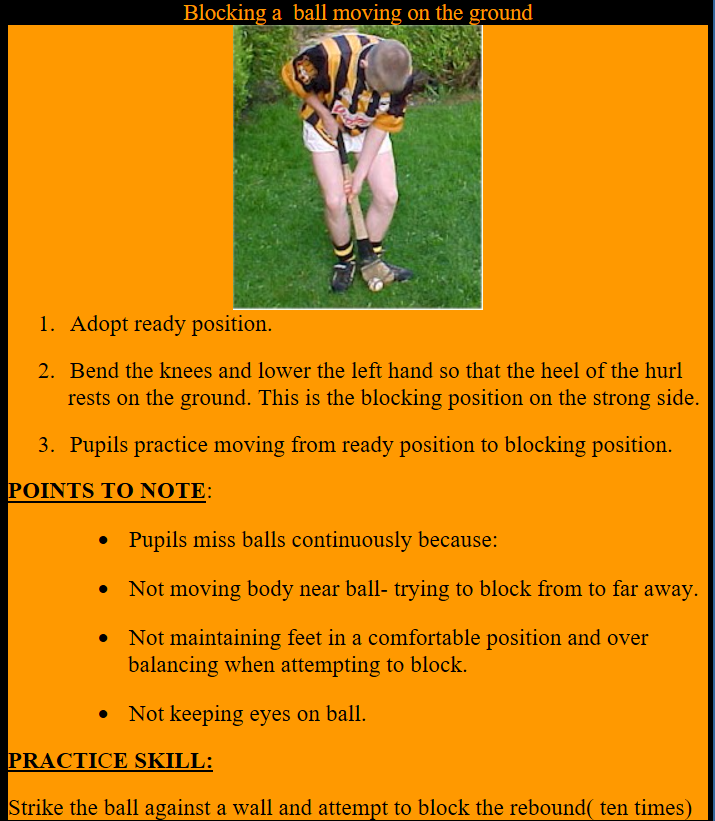 Blocking a  ball moving on the ground
1. Adopt ready position.
2. Bend the knees and lower the left hand so that the heel of the hurl
rests on the ground. This is the blocking position on the strong side.
3. Pupils practice moving from ready position to blocking position.
POINTS TO NOTE:
• Pupils miss balls continuously because:
• Not moving body near ball- trying to block from to far away.
• Not maintaining feet in a comfortable position and over
balancing when attempting to block.
• Not keeping eyes on ball.
PRACTICE SKILL:
Strike the ball against a wall and attempt to block the rebound( ten times)